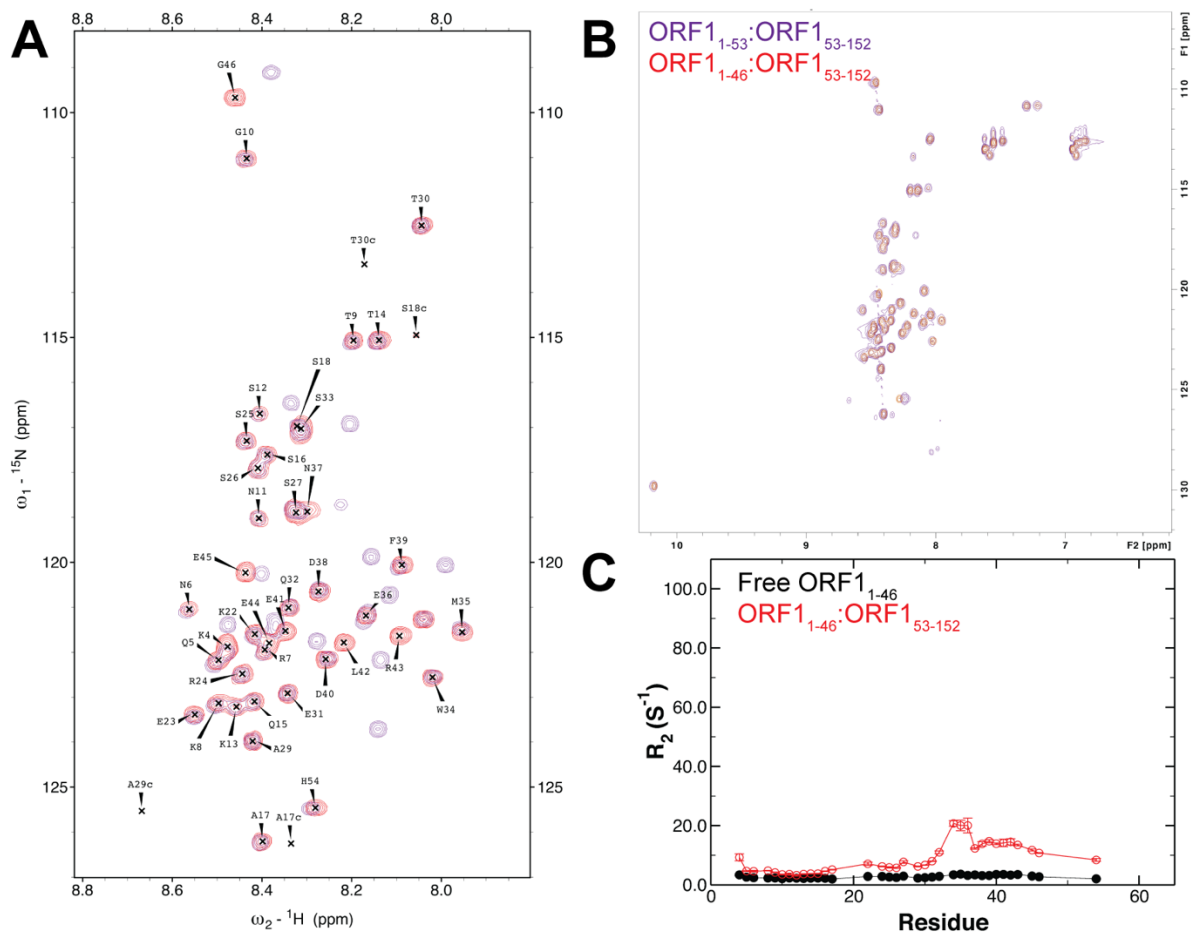 A
8.8 8.6 8.4 8.2 8.0
110
115
120
125
ω1 - 15N (ppm)
G46
G10
T30
T30c
S18c
T9 T14
S18
S12
S33
S25
S16
N37
S26
S27
N11
F39
E45
D38
Q32
N6
E41
E36
K22 E44
M35
K4
Q5
R7 L42 R43
R24
D40
W34
E31
E23
Q15
K8 K13
A29
A29c
H54
A17 A17c
110
115
120
125
8.8 8.6 8.4 8.2 8.0
ω2 - 1H (ppm)
B
ORF11-53:ORF153-152
ORF11-46:ORF153-152
F1 [ppm]
110
115
120
125
130
10 9 8 7 F2 [ppm]
C
Free ORF11-46
ORF11-46:ORF153-152
R2 (S-1)
100.0
80.0
60.0
40.0
20.0
0.0
0 20 40 60
Residue